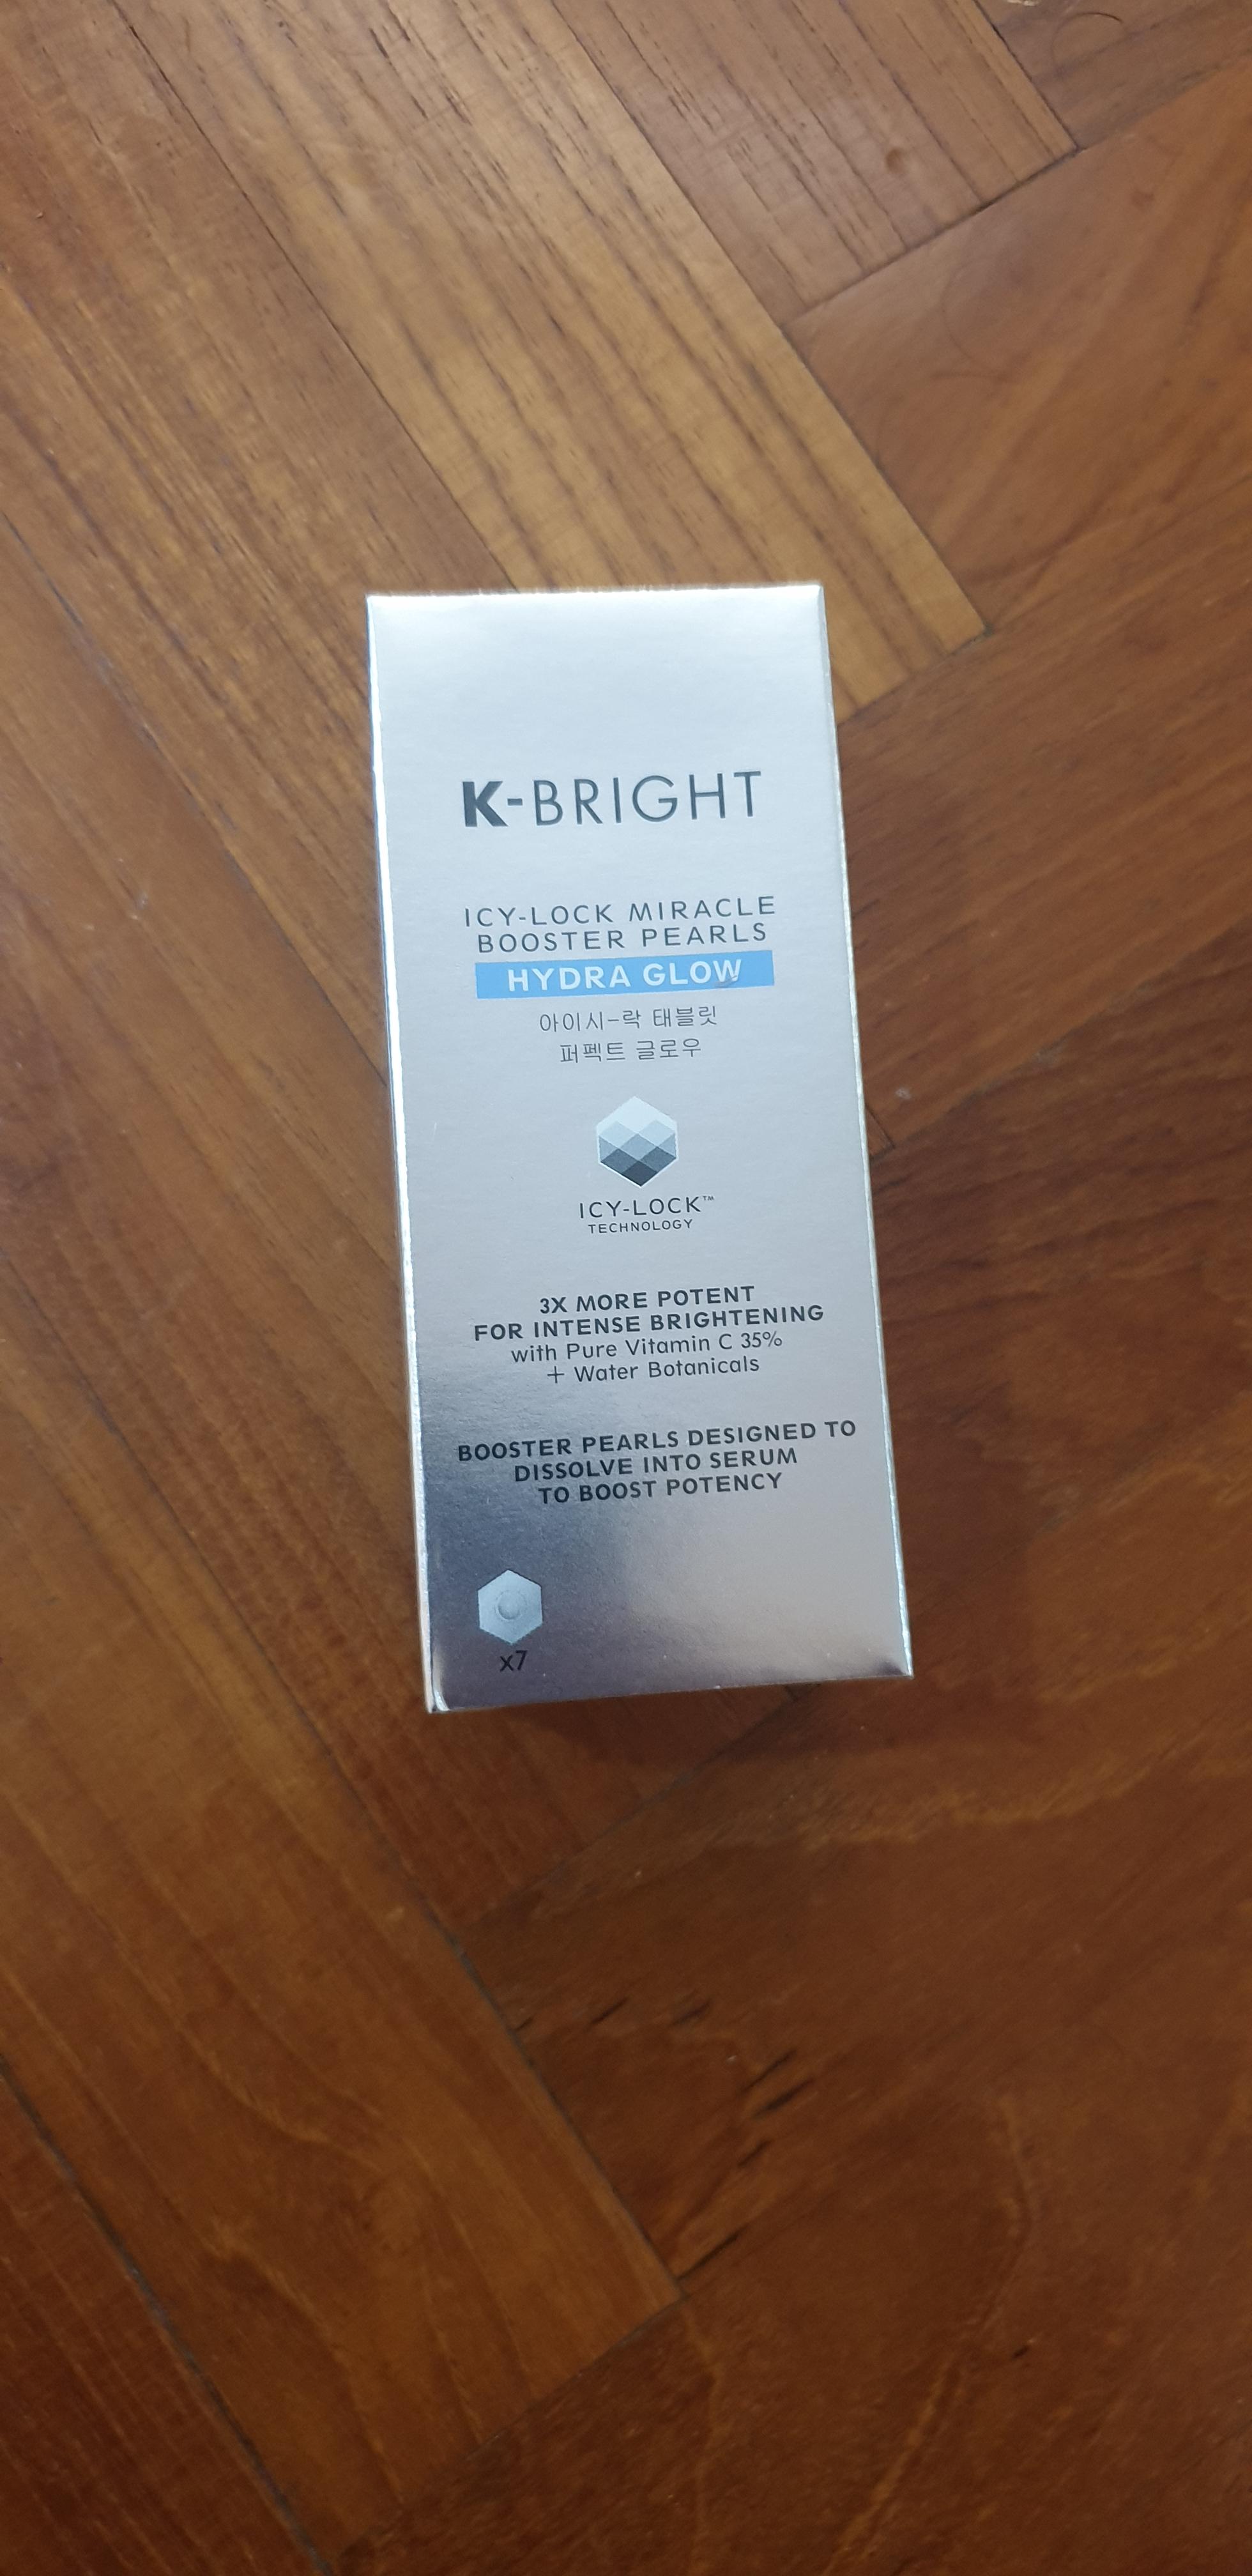 K-BRIGHT
ICY-LOCK MIRACLE
BOOSTER PEARLS
HYDRA GLOW
아이시-락 태블릿
퍼펙트 글로우
ICY-LOCK™
TECHNOLOGY
3X MORE POTENT
FOR INTENSE BRIGHTENING
with Pure Vitamin C 35%
+ Water Botanicals
BOOSTER PEARLS DESIGNED TO
DISSOLVE INTO SERUM
TO BOOST POTENCY
x7